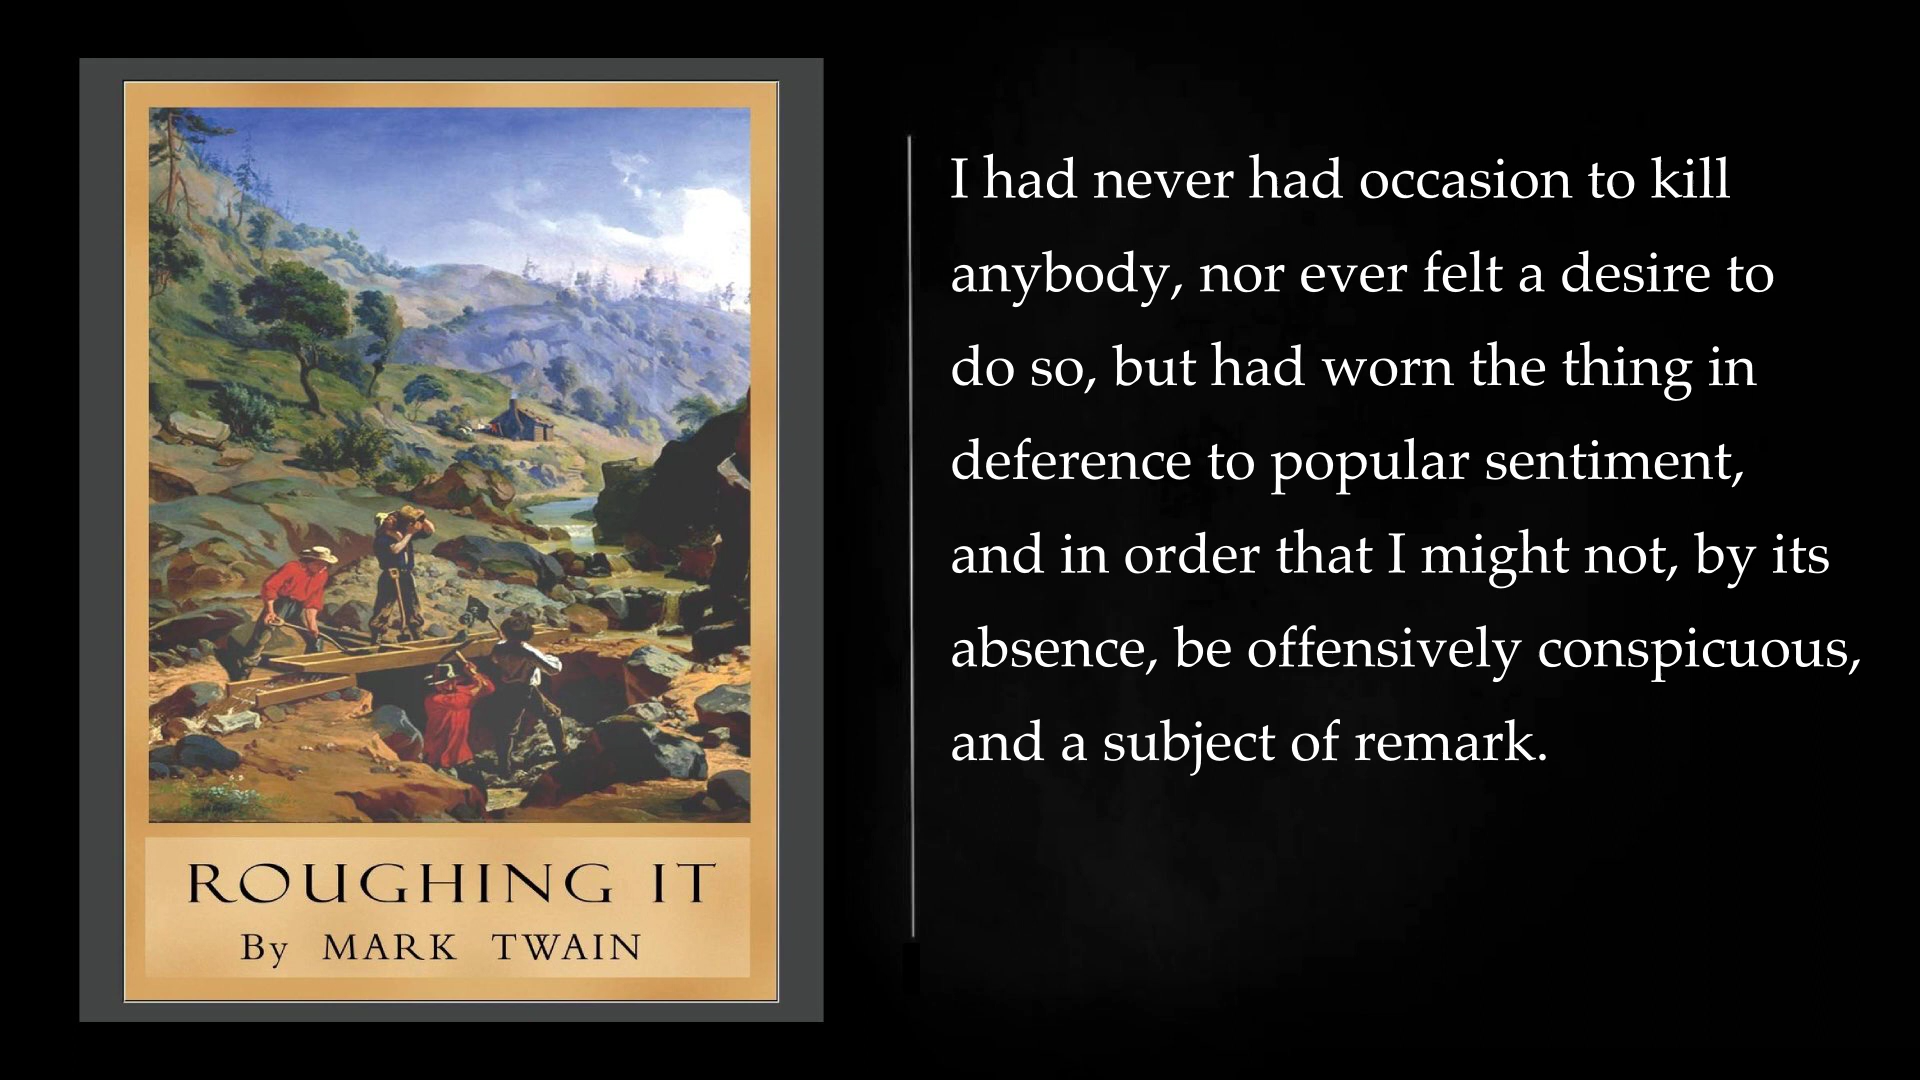 ROUGHING IT
By MARK TWAIN
I had never had occasion to kill
anybody, nor ever felt a desire to
do so, but had worn the thing in
deference to popular sentiment,
and in order that I might not, by its
absence, be offensively conspicuous,
and a subject of remark.